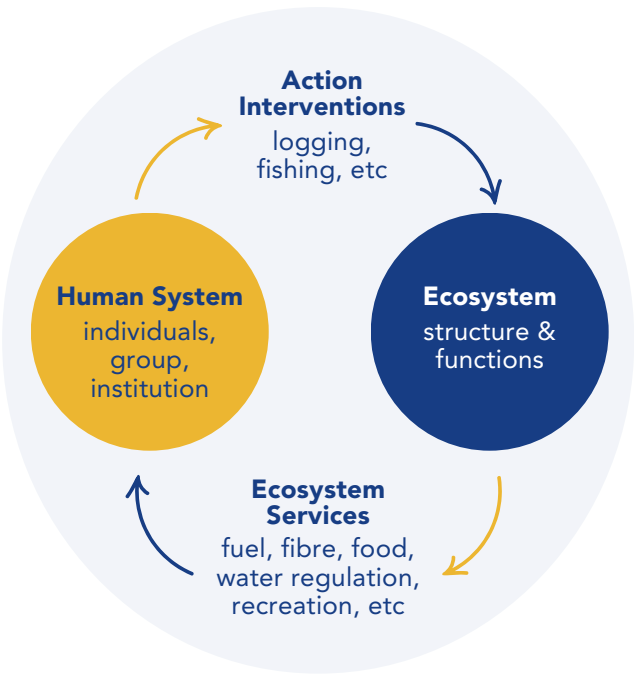 Action
Interventions
logging,
fishing, etc
Human System
individuals,
group,
institution
Ecosystem
structure &
functions
Ecosystem
Services
fuel, fibre, food,
water regulation,
recreation, etc